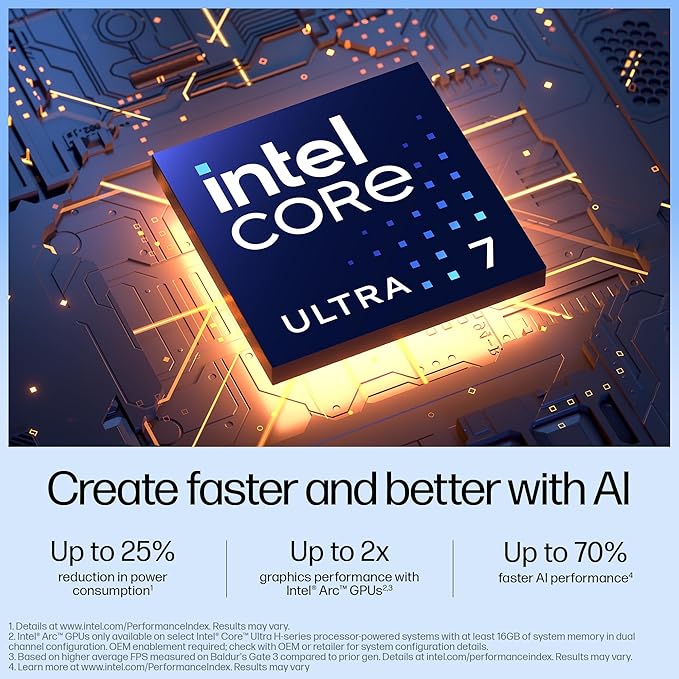 intel
CORE
ULTRA 7
Create faster and better with AI
Up to 25%
reduction in power
consumption¹
Up to 2x
graphics performance with
Intel® Arc™ GPUs²,³
Up to 70%
faster AI performance⁴
1. Details at www.intel.com/PerformanceIndex. Results may vary.
2. Intel® Arc™ GPUs only available on select Intel® Core™ Ultra H-series processor-powered systems with at least 16GB of system memory in dual
channel configuration. OEM enablement required; check with OEM or retailer for system configuration details.
3. Based on higher average FPS measured on Baldur's Gate 3 compared to prior gen. Details at intel.com/performanceindex. Results may vary.
4. Learn more at www.intel.com/PerformanceIndex. Results may vary